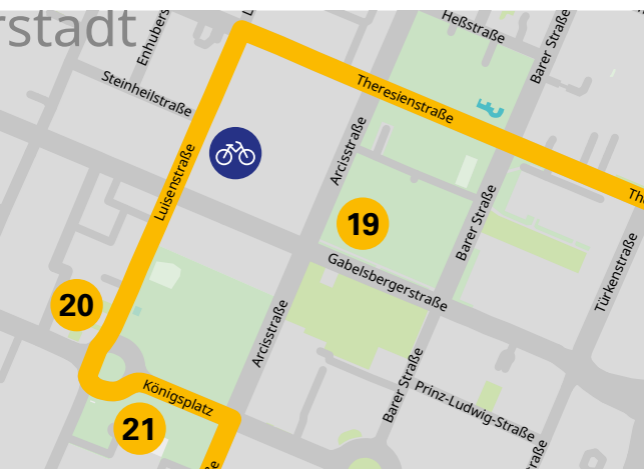 rstadt
Enhubers
Heßstraße
Barer Straße
Steinheilstraße
Theresienstraße
Arcisstraße
Luisenstraße
19
Barer Straße
Gabelsbergerstraße
Türkenstraße
20
Arcisstraße
Barer Straße
Königsplatz
Prinz-Ludwig-Straße
21